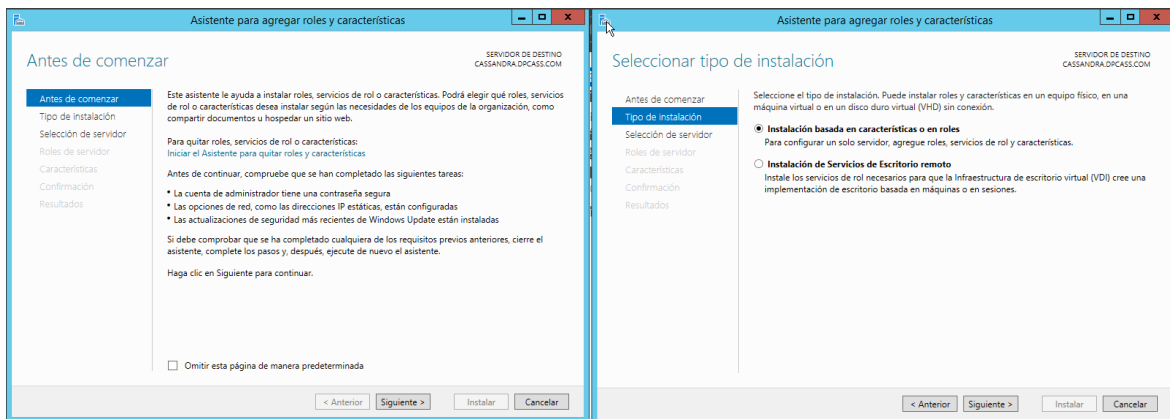 Asistente para agregar roles y características
Antes de comenzar
SERVIDOR DE DESTINO
CASSANDRA.DPCASS.COM
Antes de comenzar
Tipo de instalación
Selección de servidor
Roles de servidor
Características
Confirmación
Resultados
Este asistente le ayuda a instalar roles, servicios de rol o características. Podrá elegir qué roles, servicios
de rol o características desea instalar según las necesidades de los equipos de la organización, como
compartir documentos u hospedar un sitio web.
Para quitar roles, servicios de rol o características:
Iniciar el Asistente para quitar roles y características
Antes de continuar, compruebe que se han completado las siguientes tareas:
• La cuenta de administrador tiene una contraseña segura
• Las opciones de red, como las direcciones IP estáticas, están configuradas
• Las actualizaciones de seguridad más recientes de Windows Update están instaladas
Si debe comprobar que se ha completado cualquiera de los requisitos previos anteriores, cierre el
asistente, complete los pasos y, después, ejecute de nuevo el asistente.
Haga clic en Siguiente para continuar.
Omitir esta página de manera predeterminada
< Anterior Siguiente > Instalar Cancelar
Asistente para agregar roles y características
Seleccionar tipo de instalación
SERVIDOR DE DESTINO
CASSANDRA.DPCASS.COM
Antes de comenzar
Tipo de instalación
Selección de servidor
Roles de servidor
Características
Confirmación
Resultados
Seleccione el tipo de instalación. Puede instalar roles y características en un equipo físico, en una
máquina virtual o en un disco duro virtual (VHD) sin conexión.
Instalación basada en características o en roles
Para configurar un solo servidor, agregue roles, servicios de rol y características.
Instalación de Servicios de Escritorio remoto
Instale los servicios de rol necesarios para que la Infraestructura de escritorio virtual (VDI) cree una
implementación de escritorio basada en máquinas o en sesiones.
< Anterior Siguiente > Instalar Cancelar